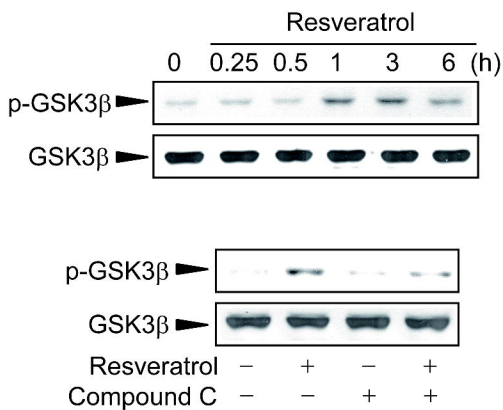 Resveratrol
0 0.25 0.5 1 3 6 (h)
p-GSK3β
GSK3β
p-GSK3β
GSK3β
Resveratrol − + − +
Compound C − − + +